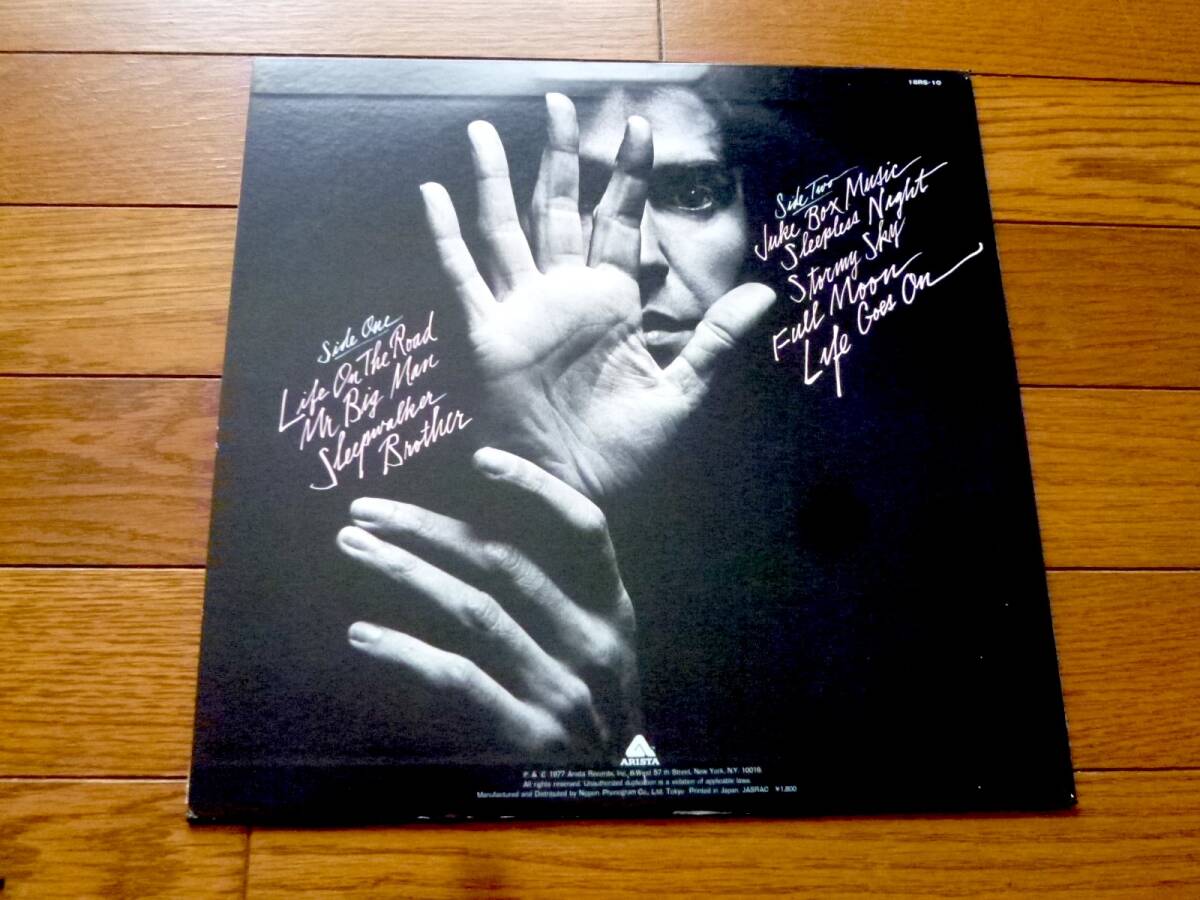 18RS-10
Side One
Life On The Road
Mr Big Man
Sleepwalker
Brother
Side Two
Juke Box Music
Sleepless Night
Stormy Sky
Full Moon
Life Goes On
ARISTA
P. & C 1977 Arista Records, Inc. 6 West 57 th Street, New York, N.Y. 10019.
All rights reserved. Unauthorized duplication is a violation of applicable laws.
Manufactured and Distributed by Nippon Phonogram Co., Ltd. Tokyo Printed in Japan JASRAC ¥1,800